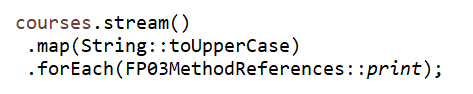 courses.stream()
.map(String::toUpperCase)
.forEach(FP03MethodReferences::print);